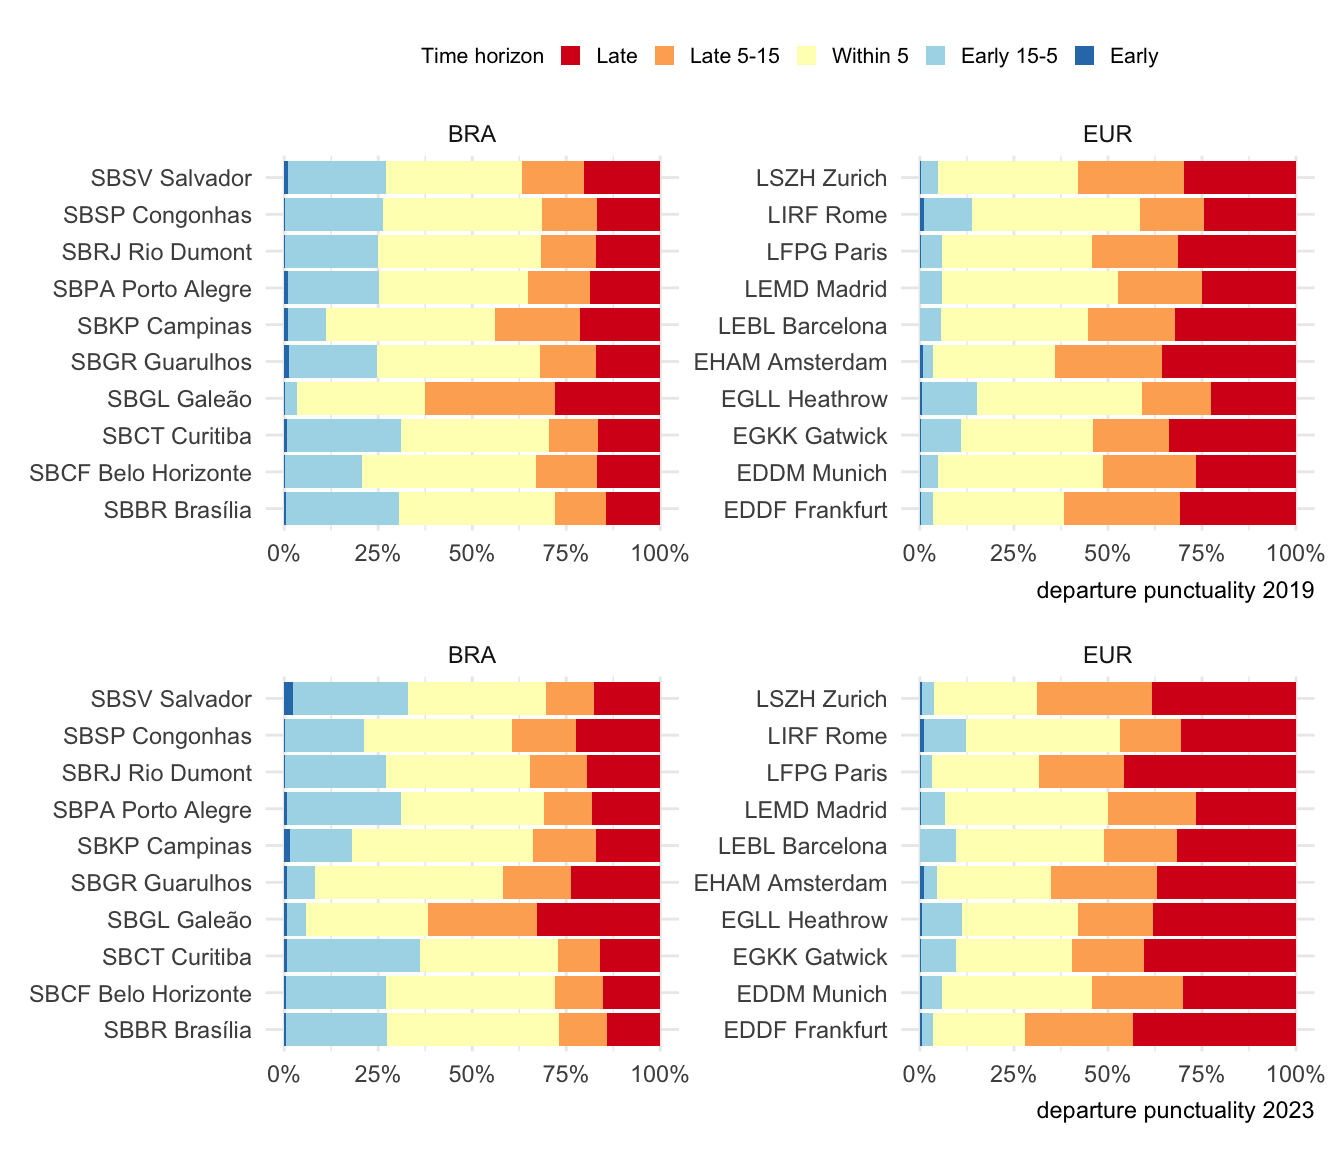 Time horizon Late Late 5-15 Within 5 Early 15-5 Early
BRA
SBSV Salvador
SBSP Congonhas
SBRJ Rio Dumont
SBPA Porto Alegre
SBKP Campinas
SBGR Guarulhos
SBGL Galeão
SBCT Curitiba
SBCF Belo Horizonte
SBBR Brasília
0% 25% 50% 75% 100%
EUR
LSZH Zurich
LIRF Rome
LFPG Paris
LEMD Madrid
LEBL Barcelona
EHAM Amsterdam
EGLL Heathrow
EGKK Gatwick
EDDM Munich
EDDF Frankfurt
0% 25% 50% 75% 100%
departure punctuality 2019
BRA
SBSV Salvador
SBSP Congonhas
SBRJ Rio Dumont
SBPA Porto Alegre
SBKP Campinas
SBGR Guarulhos
SBGL Galeão
SBCT Curitiba
SBCF Belo Horizonte
SBBR Brasília
0% 25% 50% 75% 100%
EUR
LSZH Zurich
LIRF Rome
LFPG Paris
LEMD Madrid
LEBL Barcelona
EHAM Amsterdam
EGLL Heathrow
EGKK Gatwick
EDDM Munich
EDDF Frankfurt
0% 25% 50% 75% 100%
departure punctuality 2023